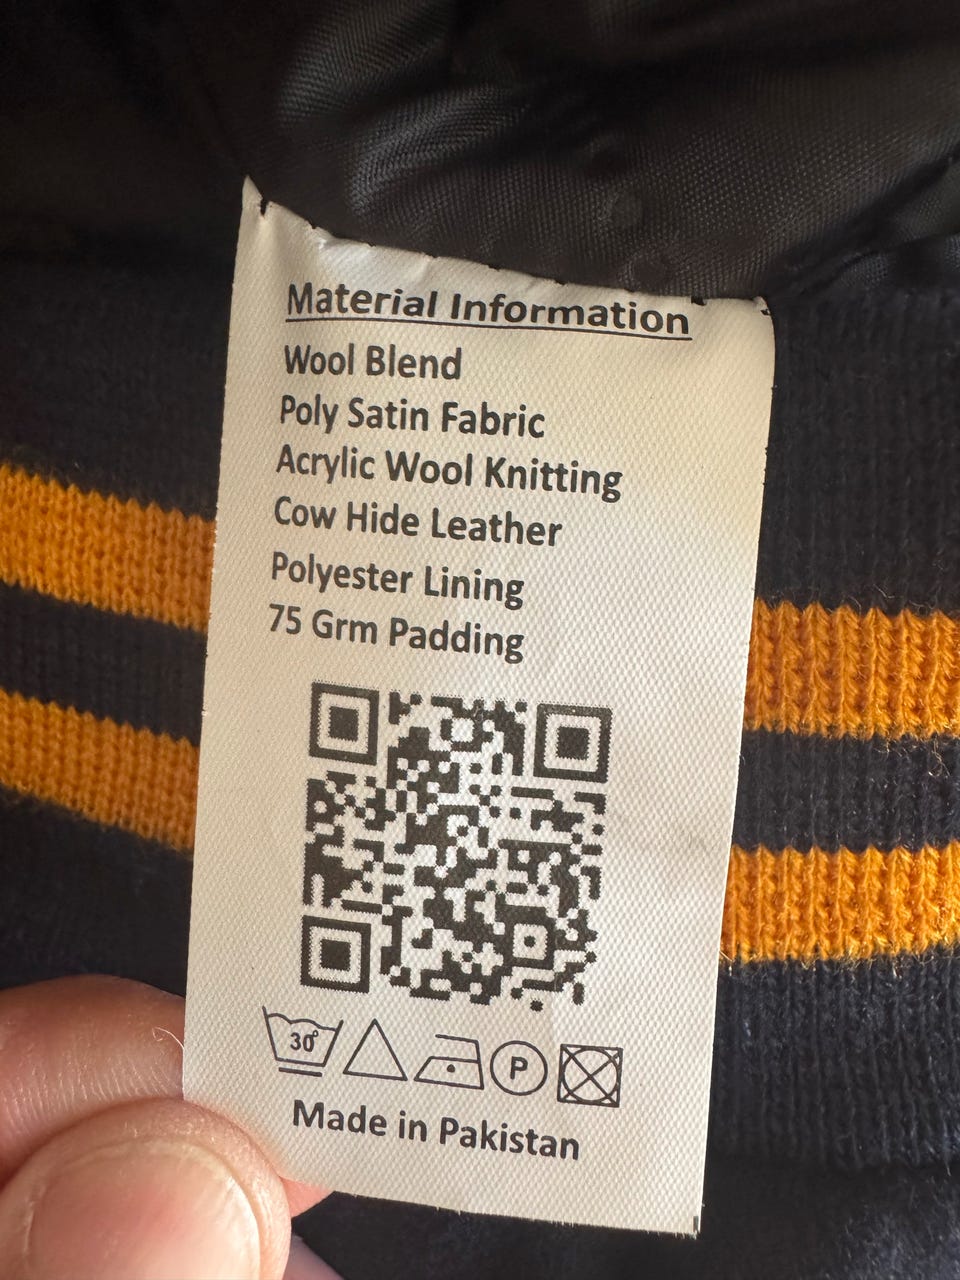 Material Information
Wool Blend
Poly Satin Fabric
Acrylic Wool Knitting
Cow Hide Leather
Polyester Lining
75 Grm Padding
30° P
Made in Pakistan